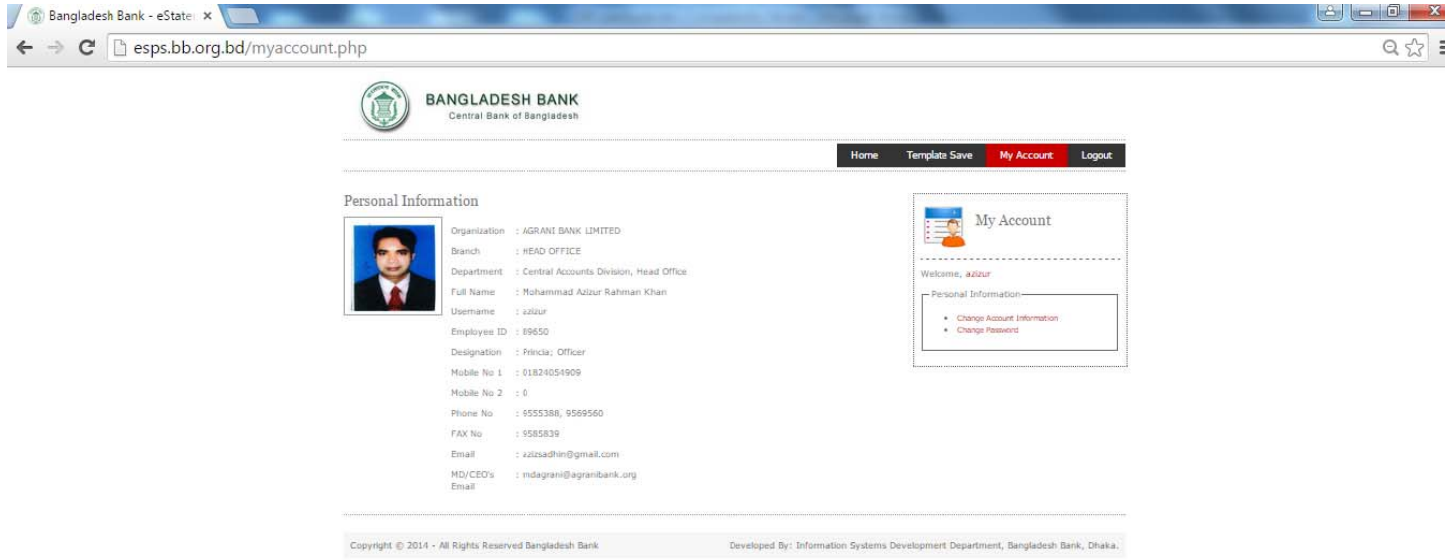 Bangladesh Bank - eState
esps.bb.org.bd/myaccount.php
BANGLADESH BANK
Central Bank of Bangladesh
Home Template Save My Account Logout
Personal Information
Organization : AGRANI BANK LIMITED
Branch : HEAD OFFICE
Department : Central Accounts Division, Head Office
Full Name : Mohammad Azizur Rahman Khan
Username : azizur
Employee ID : 89650
Designation : Princia; Officer
Mobile No 1 : 01824054909
Mobile No 2 : 0
Phone No : 9555388, 9569560
FAX No : 9585839
Email : azizsadhin@gmail.com
MD/CEO's : mdagrani@agranibank.org
Email
My Account
Welcome, azizur
Personal Information
Change Account Information
Change Password
Copyright © 2014 - All Rights Reserved Bangladesh Bank
Developed By: Information Systems Development Department, Bangladesh Bank, Dhaka.